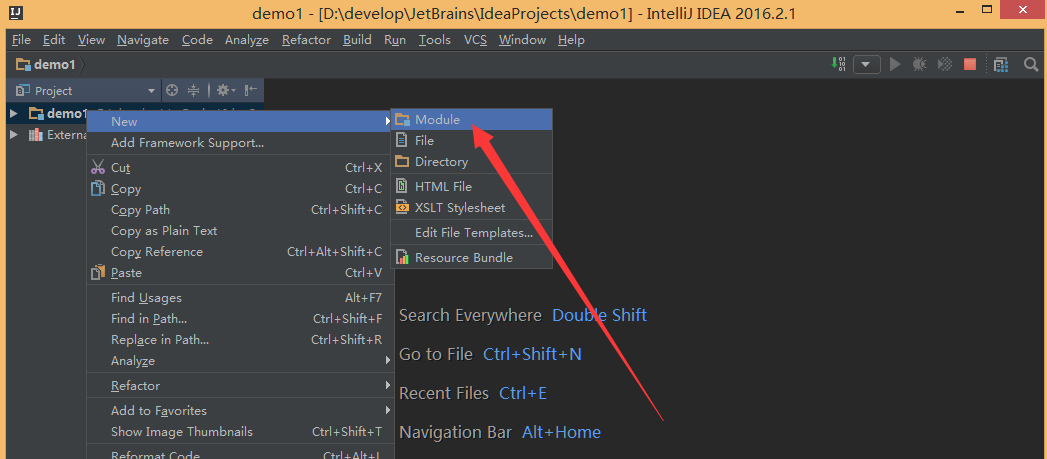 IJ
demo1 - [D:\develop\JetBrains\IdeaProjects\demo1] - IntelliJ IDEA 2016.2.1
File Edit View Navigate Code Analyze Refactor Build Run Tools VCS Window Help
demo1
Project
demo1
New
Module
Add Framework Support...
File
Directory
Cut Ctrl+X
Copy Ctrl+C
HTML File
Copy Path Ctrl+Shift+C
XSLT Stylesheet
Copy as Plain Text
Edit File Templates...
Copy Reference Ctrl+Alt+Shift+C
Resource Bundle
Paste Ctrl+V
Find Usages Alt+F7
Find in Path... Ctrl+Shift+F
Replace in Path... Ctrl+Shift+R
Analyze
Refactor
Add to Favorites
Show Image Thumbnails Ctrl+Shift+T
Reformat Code Ctrl+Alt+L
Search Everywhere Double Shift
Go to File Ctrl+Shift+N
Recent Files Ctrl+E
Navigation Bar Alt+Home